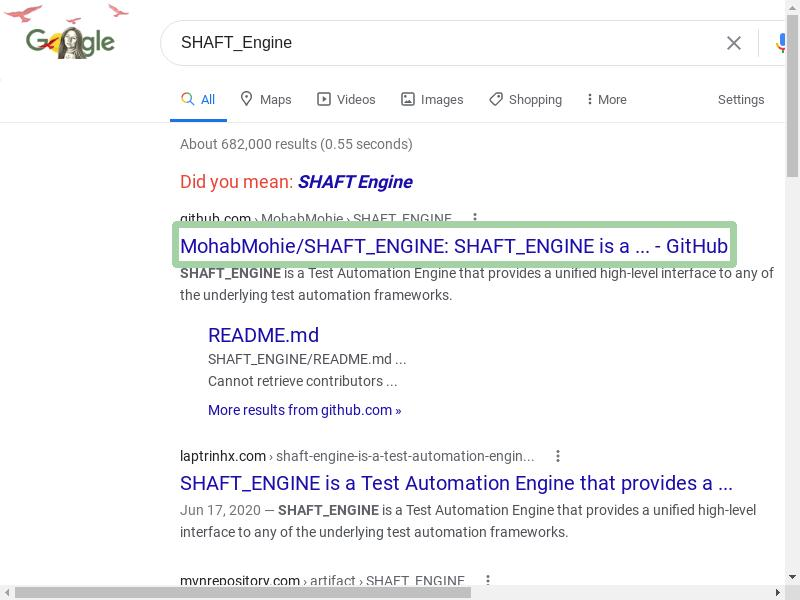 Google
SHAFT_Engine
All Maps Videos Images Shopping More Settings
About 682,000 results (0.55 seconds)
Did you mean: SHAFT Engine
github.com › MohabMohie › SHAFT_ENGINE
MohabMohie/SHAFT_ENGINE: SHAFT_ENGINE is a ... - GitHub
SHAFT_ENGINE is a Test Automation Engine that provides a unified high-level interface to any of
the underlying test automation frameworks.
README.md
SHAFT_ENGINE/README.md ...
Cannot retrieve contributors ...
More results from github.com »
laptrinhx.com › shaft-engine-is-a-test-automation-engin...
SHAFT_ENGINE is a Test Automation Engine that provides a ...
Jun 17, 2020 — SHAFT_ENGINE is a Test Automation Engine that provides a unified high-level
interface to any of the underlying test automation frameworks.
mvnrepository.com › artifact › SHAFT_ENGINE